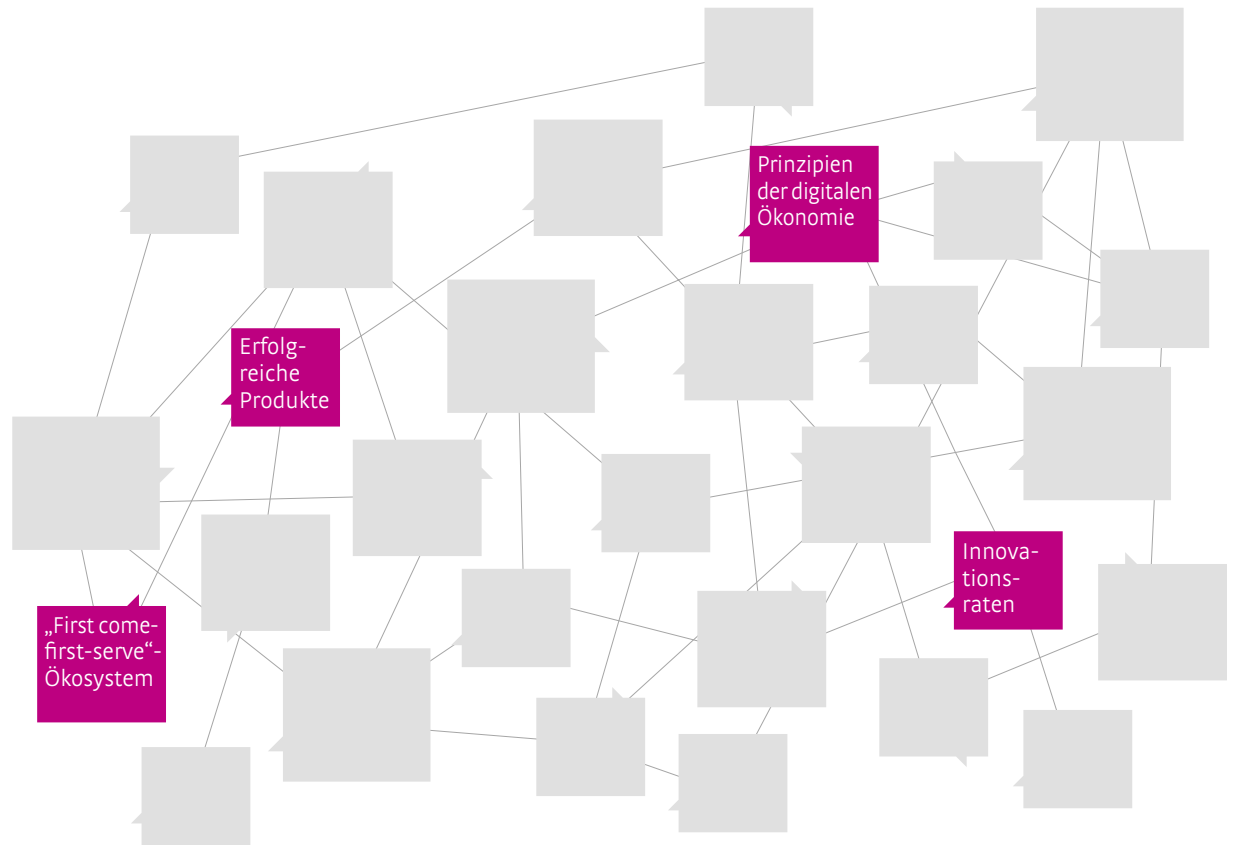 Prinzipien
der digitalen
Ökonomie
Erfolg-
reiche
Produkte
Innova-
tions-
raten
„First come-
first-serve“-
Ökosystem